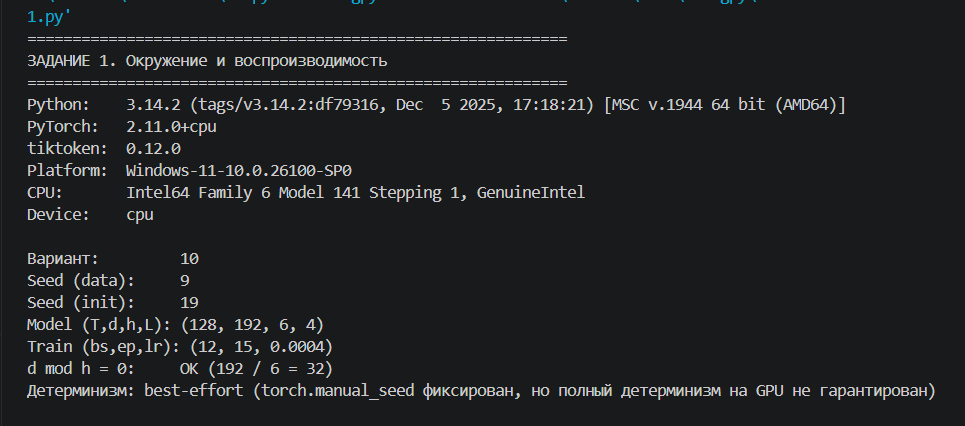 1.py'
============================================================
ЗАДАНИЕ 1. Окружение и воспроизводимость
============================================================
Python:    3.14.2 (tags/v3.14.2:df79316, Dec  5 2025, 17:18:21) [MSC v.1944 64 bit (AMD64)]
PyTorch:   2.11.0+cpu
tiktoken:  0.12.0
Platform:  Windows-11-10.0.26100-SP0
CPU:       Intel64 Family 6 Model 141 Stepping 1, GenuineIntel
Device:    cpu
Вариант:         10
Seed (data):     9
Seed (init):     19
Model (T,d,h,L): (128, 192, 6, 4)
Train (bs,ep,lr): (12, 15, 0.0004)
d mod h = 0:     OK (192 / 6 = 32)
Детерминизм: best-effort (torch.manual_seed фиксирован, но полный детерминизм на GPU не гарантирован)